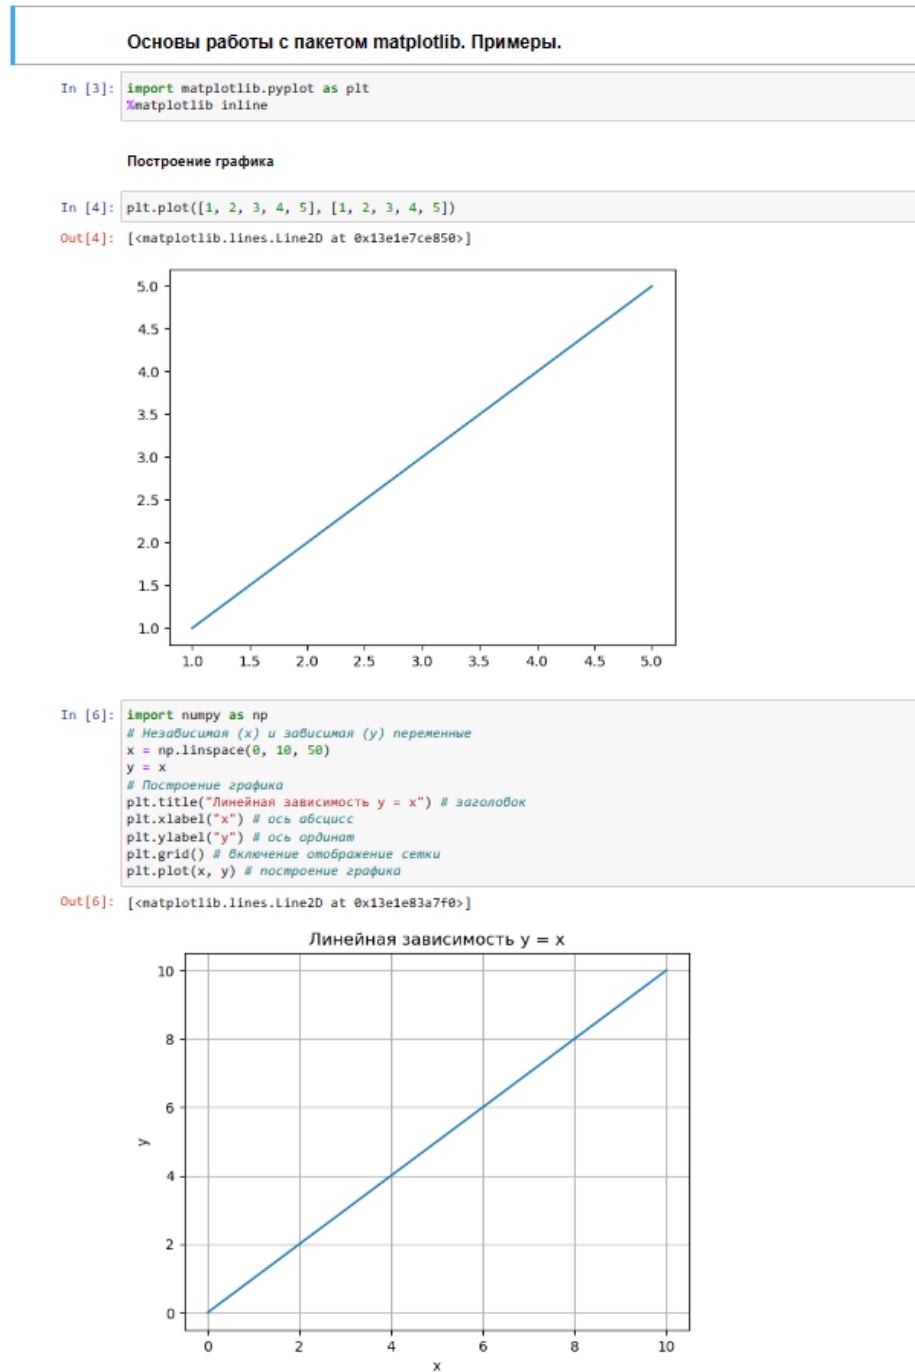 Основы работы с пакетом matplotlib. Примеры.
In [3]: import matplotlib.pyplot as plt
%matplotlib inline
Построение графика
In [4]: plt.plot([1, 2, 3, 4, 5], [1, 2, 3, 4, 5])
Out[4]: [<matplotlib.lines.Line2D at 0x13e1e7ce850>]
5.0
4.5
4.0
3.5
3.0
2.5
2.0
1.5
1.0
1.0 1.5 2.0 2.5 3.0 3.5 4.0 4.5 5.0
In [6]: import numpy as np
# Независимая (x) и зависимая (y) переменные
x = np.linspace(0, 10, 50)
y = x
# Построение графика
plt.title("Линейная зависимость y = x") # заголовок
plt.xlabel("x") # ось абсцисс
plt.ylabel("y") # ось ординат
plt.grid() # включение отображение сетки
plt.plot(x, y) # построение графика
Out[6]: [<matplotlib.lines.Line2D at 0x13e1e83a7f0>]
Линейная зависимость y = x
10
8
6
y
4
2
0
0 2 4 6 8 10
x